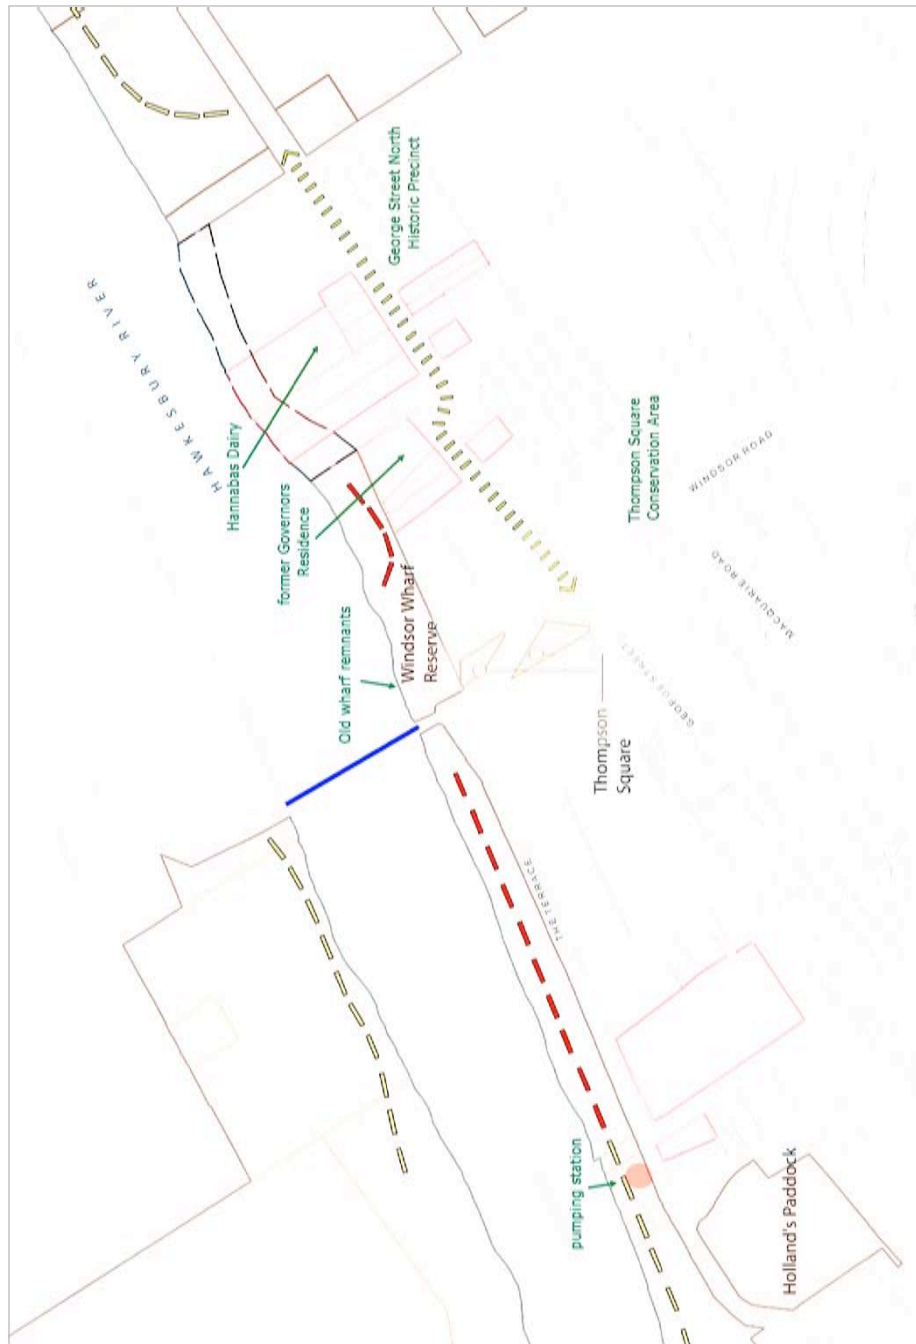 HAWKESBURY RIVER
Hannabas Dairy
former Governors
Residence
Old wharf remnants
Windsor Wharf
Reserve
George Street North
Historic Precinct
Thompson Square
Conservation Area
WINDSOR ROAD
MACQUARIE ROAD
GEORGE STREET
Thompson
Square
THE TERRACE
pumping station
Holland's Paddock